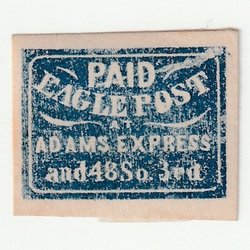 PAID
EAGLE POST
ADAMS.EXPRESS
and 48 So. 3rd